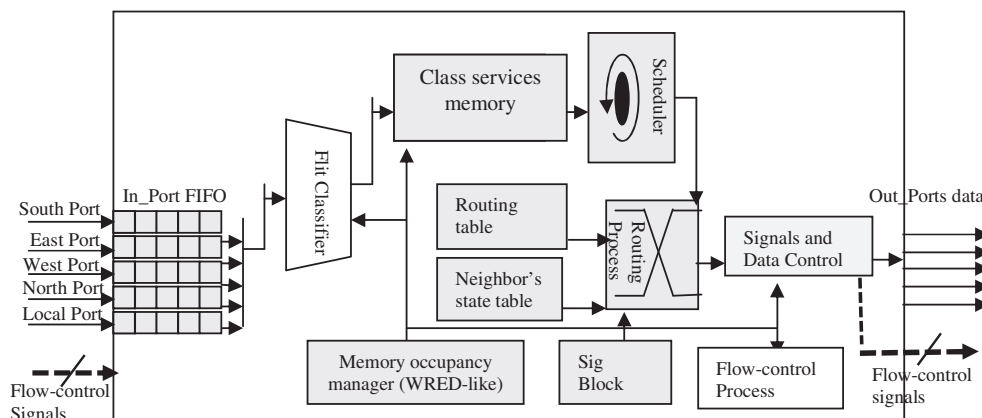 Class services
memory
Scheduler
Flit Classifier
In_Port FIFO
South Port
East Port
West Port
North Port
Local Port
Routing
table
Neighbor's
state table
Routing
Process
Signals and
Data Control
Out_Ports data
Memory occupancy
manager (WRED-like)
Sig
Block
Flow-control
Process
Flow-control
signals
Flow-control
Signals